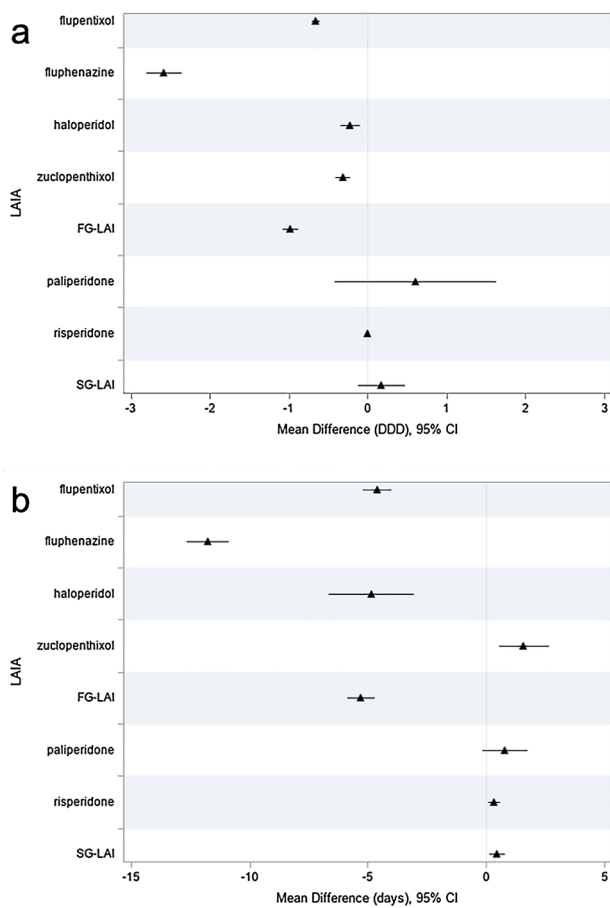 a
flupentixol
fluphenazine
haloperidol
zuclopenthixol
FG-LAI
paliperidone
risperidone
SG-LAI
LAIA
-3 -2 -1 0 1 2 3
Mean Difference (DDD), 95% CI
b
flupentixol
fluphenazine
haloperidol
zuclopenthixol
FG-LAI
paliperidone
risperidone
SG-LAI
LAIA
-15 -10 -5 0 5
Mean Difference (days), 95% CI